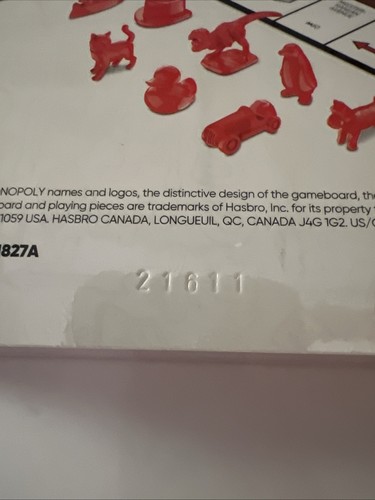 NOPOLY names and logos, the distinctive design of the gameboard, the
oard and playing pieces are trademarks of Hasbro, Inc. for its property
1059 USA. HASBRO CANADA, LONGUEUIL, QC, CANADA J4G 1G2. US/C
827A
21611